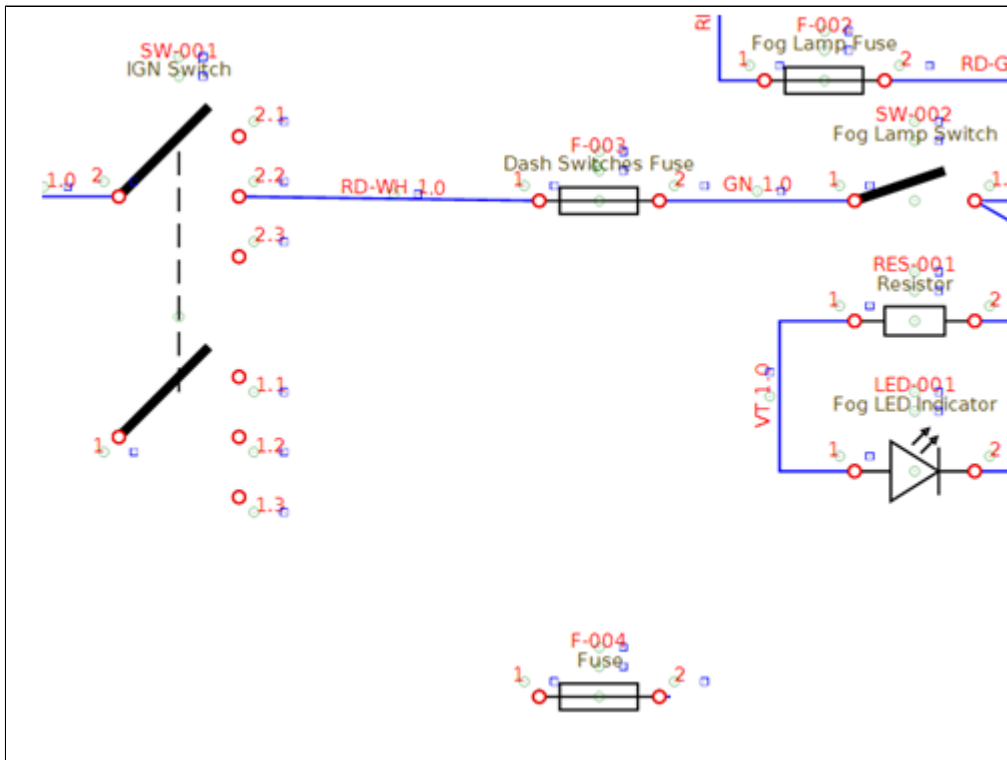 SW-001
IGN Switch
RI
F-002
Fog Lamp Fuse
1
2
RD-G
2.1
SW-002
Fog Lamp Switch
F-003
Dash Switches Fuse
1.0
2
2.2
RD-WH 1.0
1
2
GN 1.0
1
1.
2.3
RES-001
Resistor
1
2
VT 1.0
1.1
LED-001
Fog LED Indicator
1
1.2
1
2
1.3
F-004
Fuse
1
2